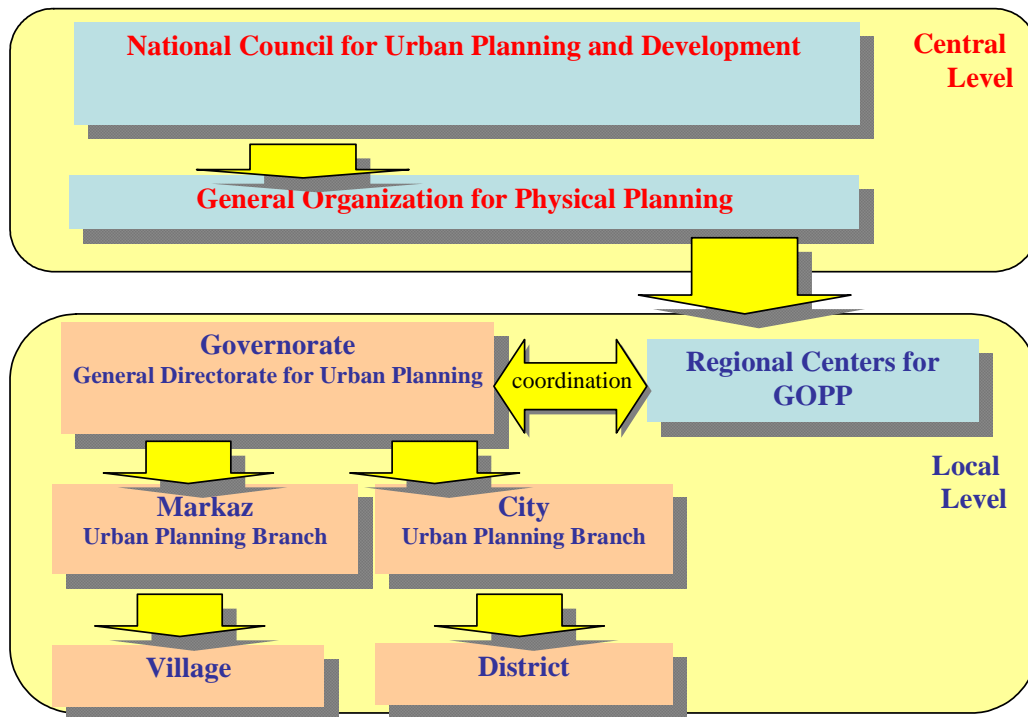 National Council for Urban Planning and Development
Central
Level
General Organization for Physical Planning
Governorate
General Directorate for Urban Planning
coordination
Regional Centers for
GOPP
Local
Level
Markaz
Urban Planning Branch
City
Urban Planning Branch
Village
District